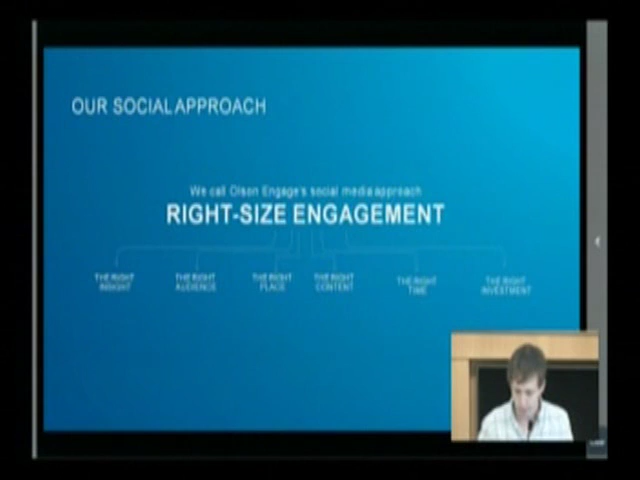 OUR SOCIAL APPROACH
We call Olson Engage's social media approach
RIGHT-SIZE ENGAGEMENT
THE RIGHT INSIGHT
THE RIGHT AUDIENCE
THE RIGHT PLACE
THE RIGHT CONTENT
THE RIGHT TIME
THE RIGHT INVESTMENT